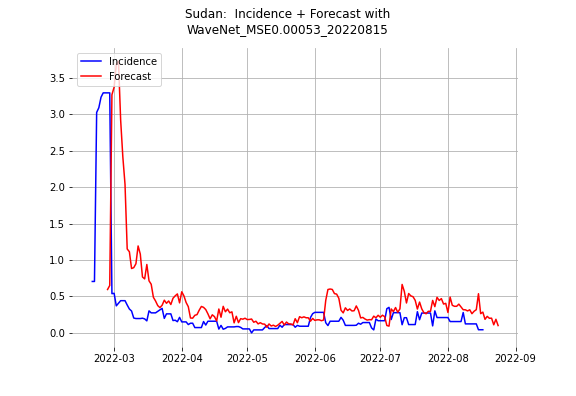 Sudan:  Incidence + Forecast with
WaveNet_MSE0.00053_20220815
Incidence
Forecast
3.5
3.0
2.5
2.0
1.5
1.0
0.5
0.0
2022-03 2022-04 2022-05 2022-06 2022-07 2022-08 2022-09